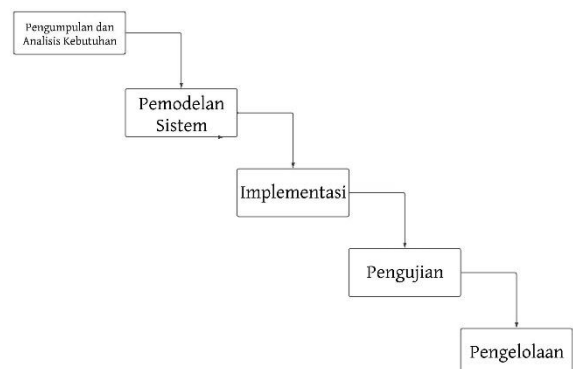 Pengumpulan dan
Analisis Kebutuhan
Pemodelan
Sistem
Implementasi
Pengujian
Pengelolaan